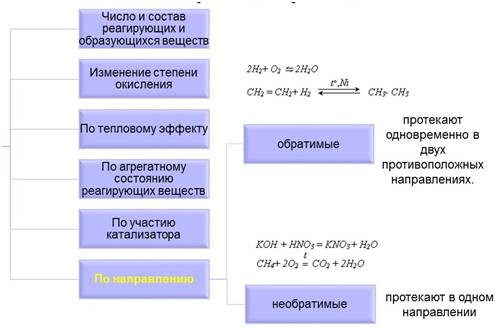 Число и состав
реагирующих и
образующихся веществ
Изменение степени
окисления
По тепловому эффекту
По агрегатному
состоянию
реагирующих веществ
По участию
катализатора
По направлению
2H₂+ O₂ ⇋ 2H₂O
t°,Ni
CH₂ = CH₂+ H₂ ⇄ CH₃- CH₃
обратимые
протекают
одновременно в
двух
противоположных
направлениях.
KOH + HNO₃ = KNO₃ + H₂O
t
CH₄+ 2O₂ = CO₂ + 2H₂O
необратимые
протекают в одном
направлении